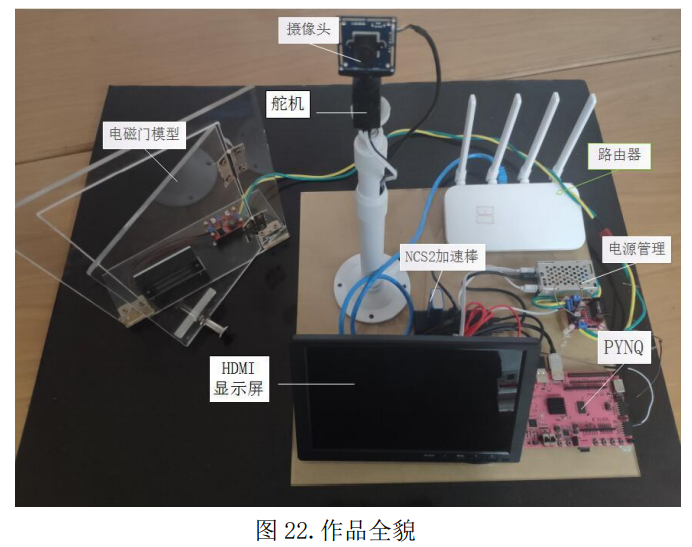 摄像头
舵机
电磁门模型
路由器
NCS2加速棒
电源管理
PYNQ
HDMI
显示屏
图 22.作品全貌